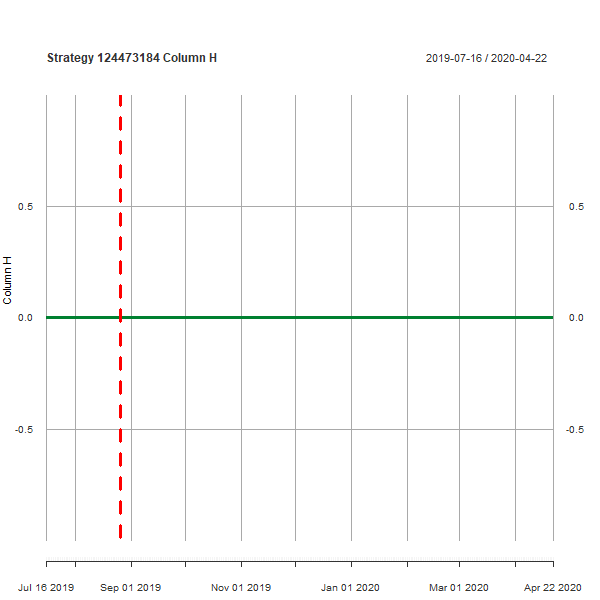 Strategy 124473184 Column H
2019-07-16 / 2020-04-22
0.5
0.5
Column H
0.0
0.0
-0.5
-0.5
Jul 16 2019
Sep 01 2019
Nov 01 2019
Jan 01 2020
Mar 01 2020
Apr 22 2020